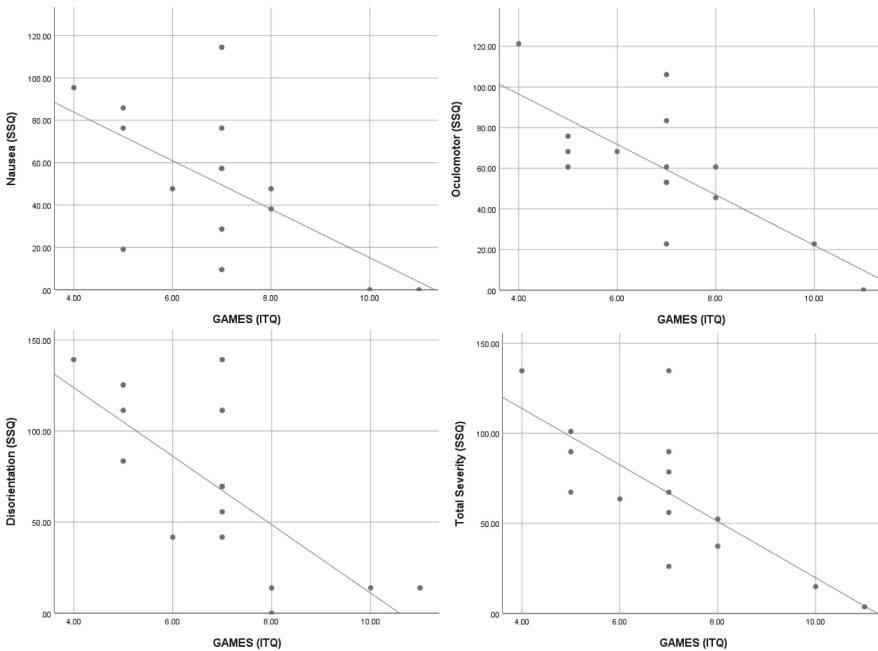 120.00
100.00
80.00
60.00
40.00
20.00
.00
4.00 6.00 8.00 10.00
Nausea (SSQ)
GAMES (ITQ)
120.00
100.00
80.00
60.00
40.00
20.00
.00
4.00 6.00 8.00 10.00
Oculomotor (SSQ)
GAMES (ITQ)
150.00
100.00
50.00
.00
4.00 6.00 8.00 10.00
Disorientation (SSQ)
GAMES (ITQ)
150.00
100.00
50.00
.00
4.00 6.00 8.00 10.00
Total Severity (SSQ)
GAMES (ITQ)